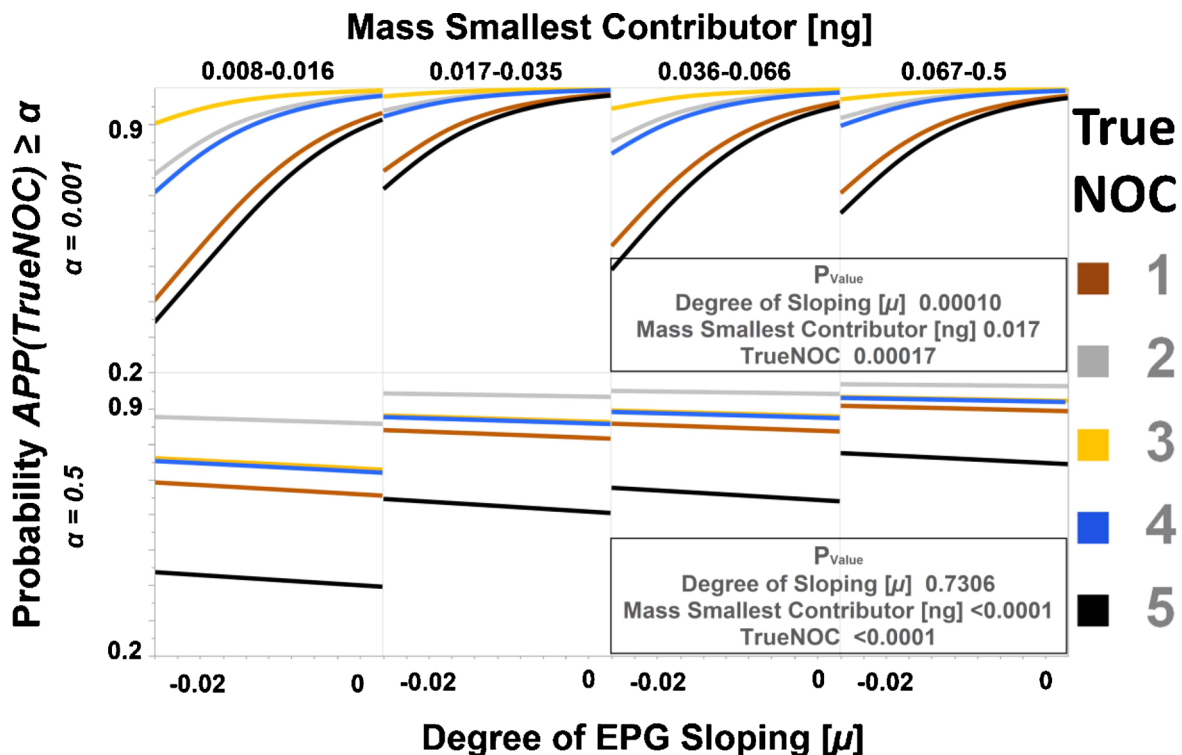 Mass Smallest Contributor [ng]
0.008-0.016 0.017-0.035 0.036-0.066 0.067-0.5
Probability APP(TrueNOC) ≥ α
α = 0.001
α = 0.5
0.9
0.2
0.9
0.2
PValue
Degree of Sloping [µ] 0.00010
Mass Smallest Contributor [ng] 0.017
TrueNOC 0.00017
PValue
Degree of Sloping [µ] 0.7306
Mass Smallest Contributor [ng] <0.0001
TrueNOC <0.0001
-0.02 0 -0.02 0 -0.02 0 -0.02 0
Degree of EPG Sloping [µ]
True
NOC
1
2
3
4
5